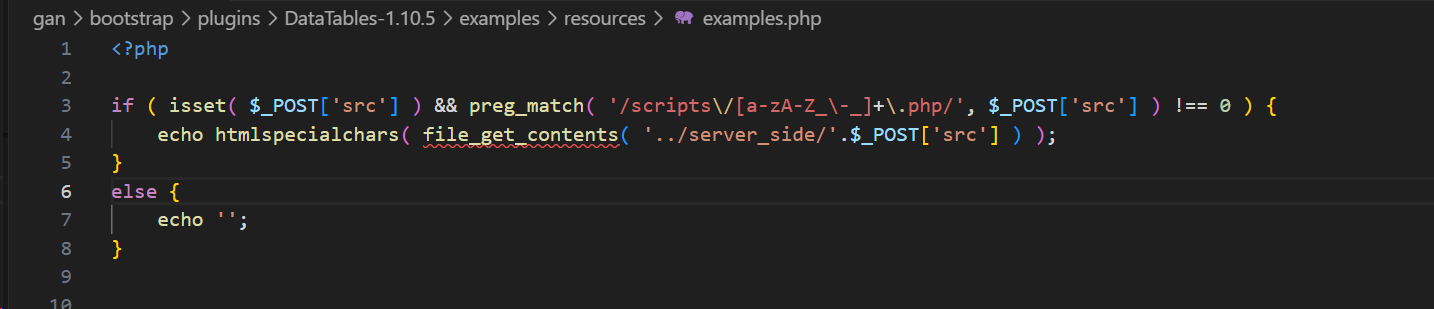 gan > bootstrap > plugins > DataTables-1.10.5 > examples > resources > examples.php
1 <?php
2
3 if ( isset( $_POST['src'] ) && preg_match( '/scripts\/[a-zA-Z_\-_]+\.php/', $_POST['src'] ) !== 0 ) {
4     echo htmlspecialchars( file_get_contents( '../server_side/'.$_POST['src'] ) );
5 }
6 else {
7     echo '';
8 }
9
10